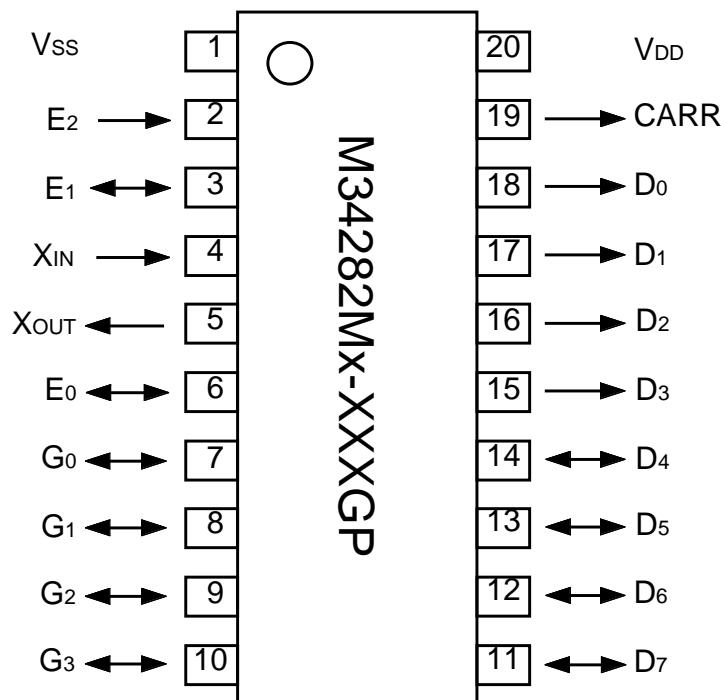 VSS 1 20 VDD
E2 2 19 CARR
E1 3 18 D0
XIN 4 17 D1
XOUT 5 16 D2
E0 6 15 D3
G0 7 14 D4
G1 8 13 D5
G2 9 12 D6
G3 10 11 D7
M34282Mx-XXXGP